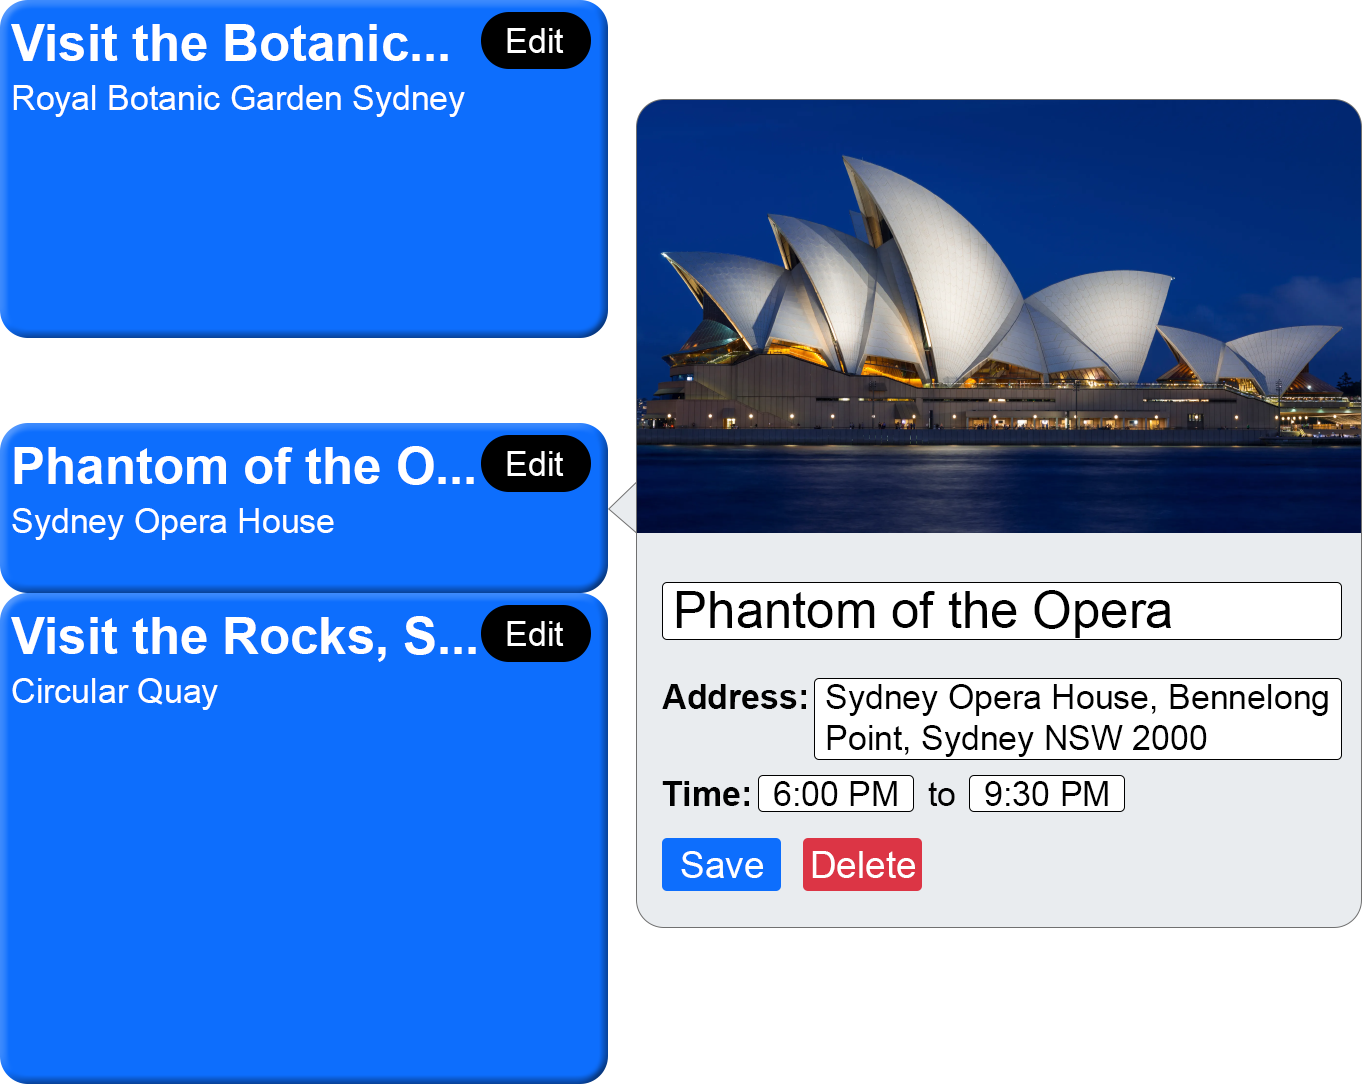 Visit the Botanic...
Edit
Royal Botanic Garden Sydney
Phantom of the O...
Edit
Sydney Opera House
Visit the Rocks, S...
Edit
Circular Quay
Phantom of the Opera
Address: Sydney Opera House, Bennelong
Point, Sydney NSW 2000
Time: 6:00 PM to 9:30 PM
Save Delete